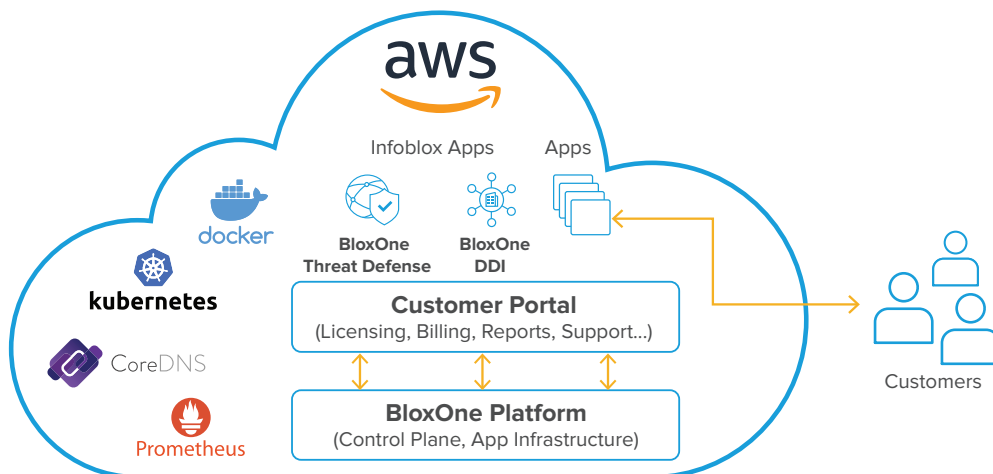 aws
Infoblox Apps
Apps
docker
BloxOne
Threat Defense
BloxOne
DDI
kubernetes
Customer Portal
(Licensing, Billing, Reports, Support...)
CoreDNS
Customers
BloxOne Platform
(Control Plane, App Infrastructure)
Prometheus